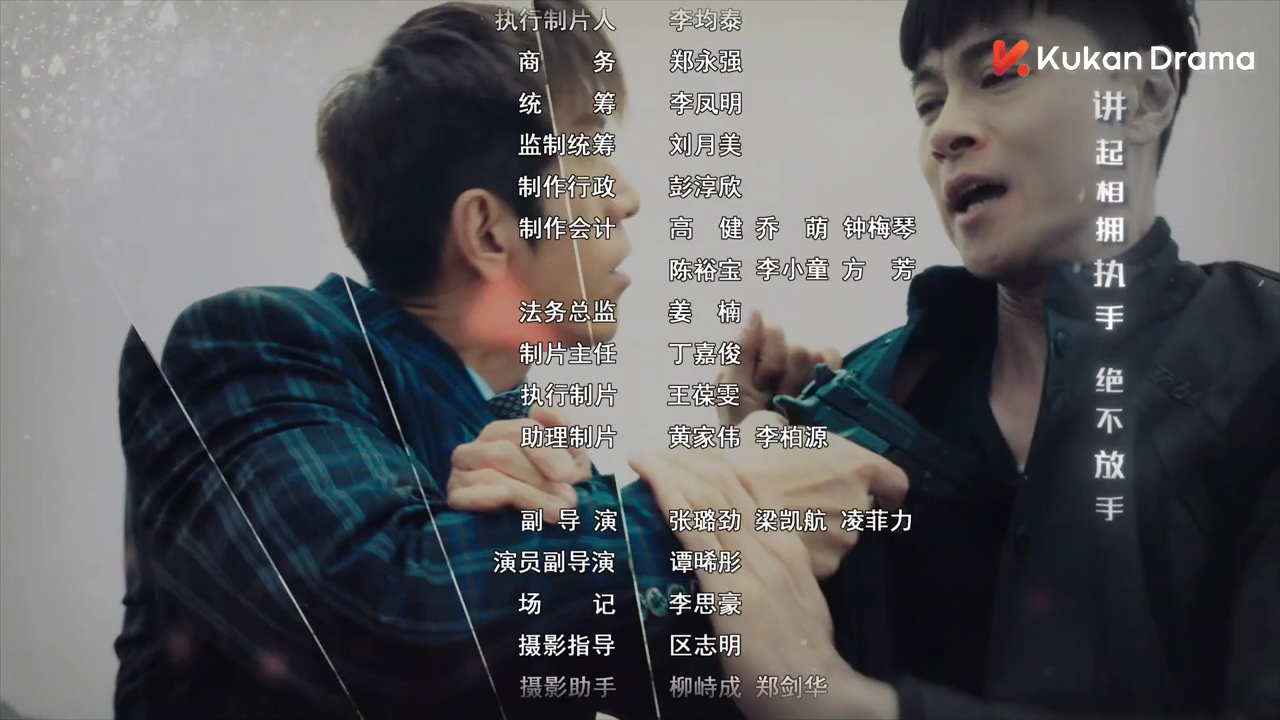 执行制片人 李均泰
Kukan Drama
商 务 郑永强
统 筹 李凤明
监制统筹 刘月美
制作行政 彭淳欣
制作会计 高 健 乔 萌 钟梅琴
陈裕宝 李小童 方 芳
法务总监 姜 楠
制片主任 丁嘉俊
执行制片 王葆雯
助理制片 黄家伟 李柏源
副 导 演 张璐劲 梁凯航 凌菲力
演员副导演 谭晞彤
场 记 李思豪
摄影指导 区志明
摄影助手 柳峙成 郑剑华
讲起相拥执手 绝不放手